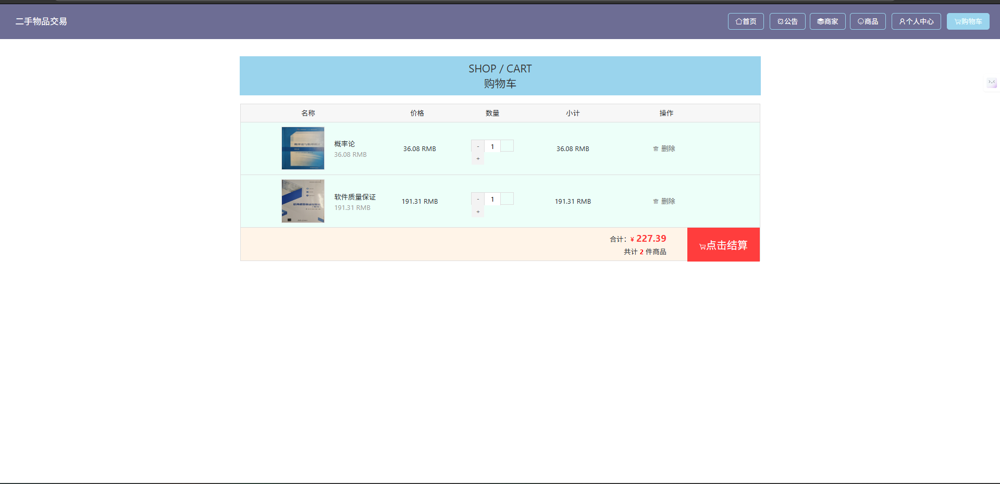 二手物品交易
首页
公告
商家
商品
个人中心
购物车
SHOP / CART
购物车
名称 价格 数量 小计 操作
概率论
36.08 RMB
36.08 RMB
- 1
+
36.08 RMB
删除
软件质量保证
191.31 RMB
191.31 RMB
- 1
+
191.31 RMB
删除
合计：¥ 227.39
共计 2 件商品
点击结算